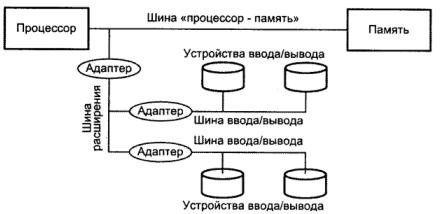 Процессор
Шина «процессор - память»
Память
Устройства ввода/вывода
Адаптер
Шина
расширения
Адаптер
Шина ввода/вывода
Шина ввода/вывода
Адаптер
Устройства ввода/вывода